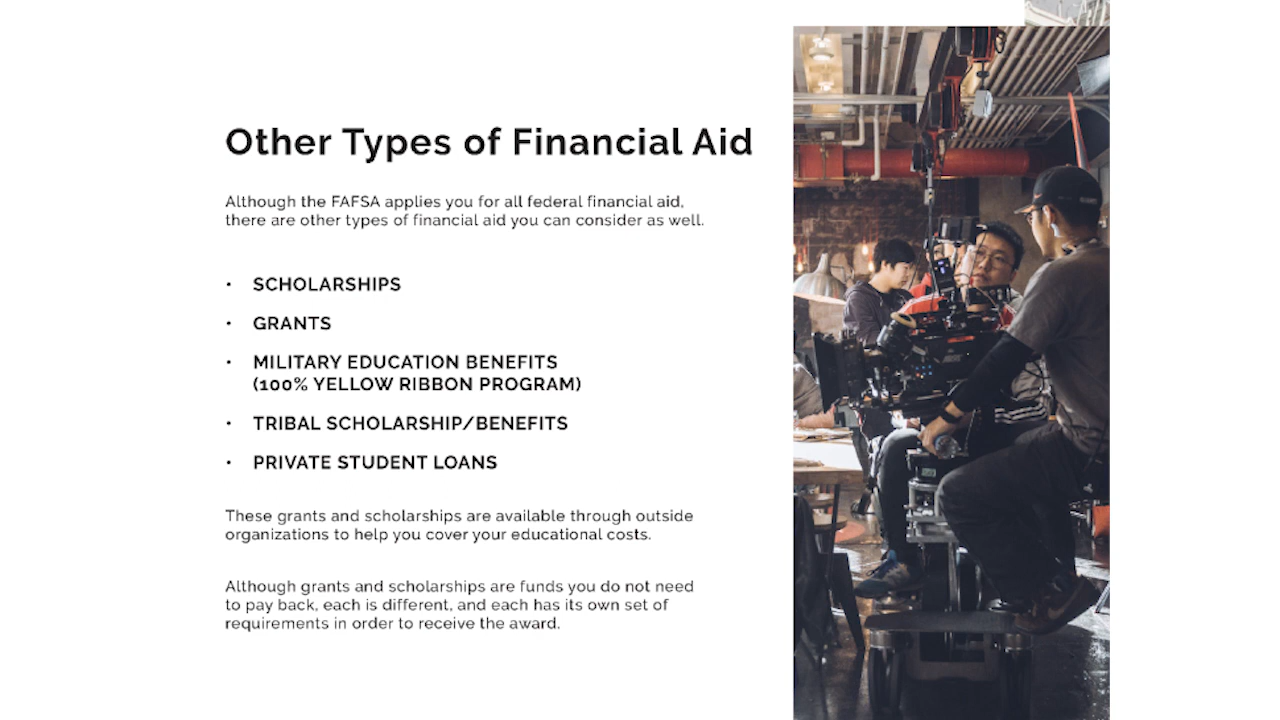 Other Types of Financial Aid
Although the FAFSA applies you for all federal financial aid,
there are other types of financial aid you can consider as well.
• SCHOLARSHIPS
• GRANTS
• MILITARY EDUCATION BENEFITS
(100% YELLOW RIBBON PROGRAM)
• TRIBAL SCHOLARSHIP/BENEFITS
• PRIVATE STUDENT LOANS
These grants and scholarships are available through outside
organizations to help you cover your educational costs.
Although grants and scholarships are funds you do not need
to pay back, each is different, and each has its own set of
requirements in order to receive the award.